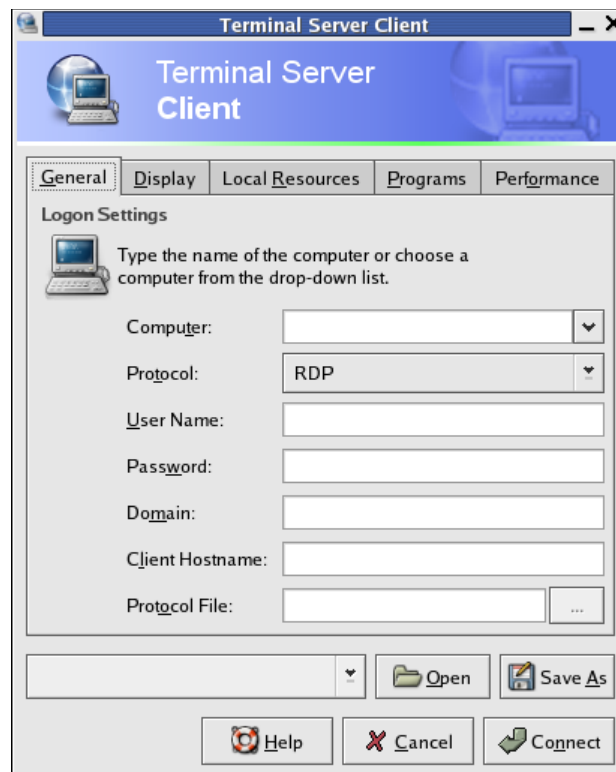 Terminal Server Client
Terminal Server
Client
General Display Local Resources Programs Performance
Logon Settings
Type the name of the computer or choose a
computer from the drop-down list.
Computer:
Protocol: RDP
User Name:
Password:
Domain:
Client Hostname:
Protocol File: ...
Open Save As
Help Cancel Connect